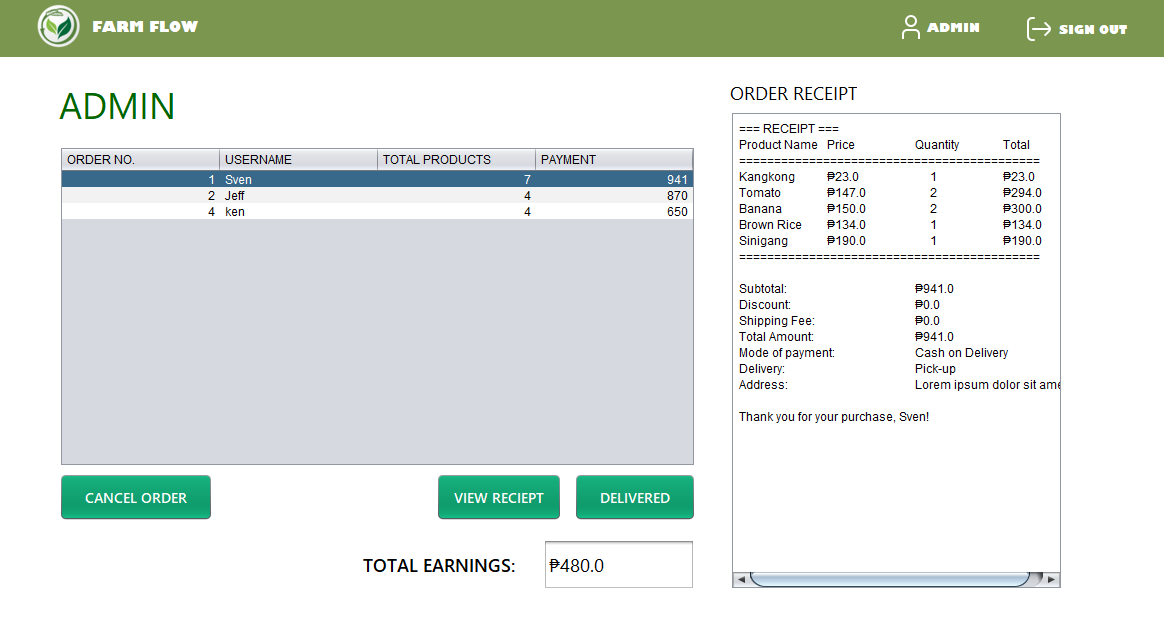 FARM FLOW
ADMIN
SIGN OUT
ADMIN
ORDER NO. USERNAME TOTAL PRODUCTS PAYMENT
1 Sven 7 941
2 Jeff 4 870
4 ken 4 650
CANCEL ORDER
VIEW RECIEPT
DELIVERED
TOTAL EARNINGS: ₱480.0
ORDER RECEIPT
=== RECEIPT ===
Product Name Price Quantity Total
===========================================
Kangkong ₱23.0 1 ₱23.0
Tomato ₱147.0 2 ₱294.0
Banana ₱150.0 2 ₱300.0
Brown Rice ₱134.0 1 ₱134.0
Sinigang ₱190.0 1 ₱190.0
===========================================
Subtotal: ₱941.0
Discount: ₱0.0
Shipping Fee: ₱0.0
Total Amount: ₱941.0
Mode of payment: Cash on Delivery
Delivery: Pick-up
Address: Lorem ipsum dolor sit ame
Thank you for your purchase, Sven!